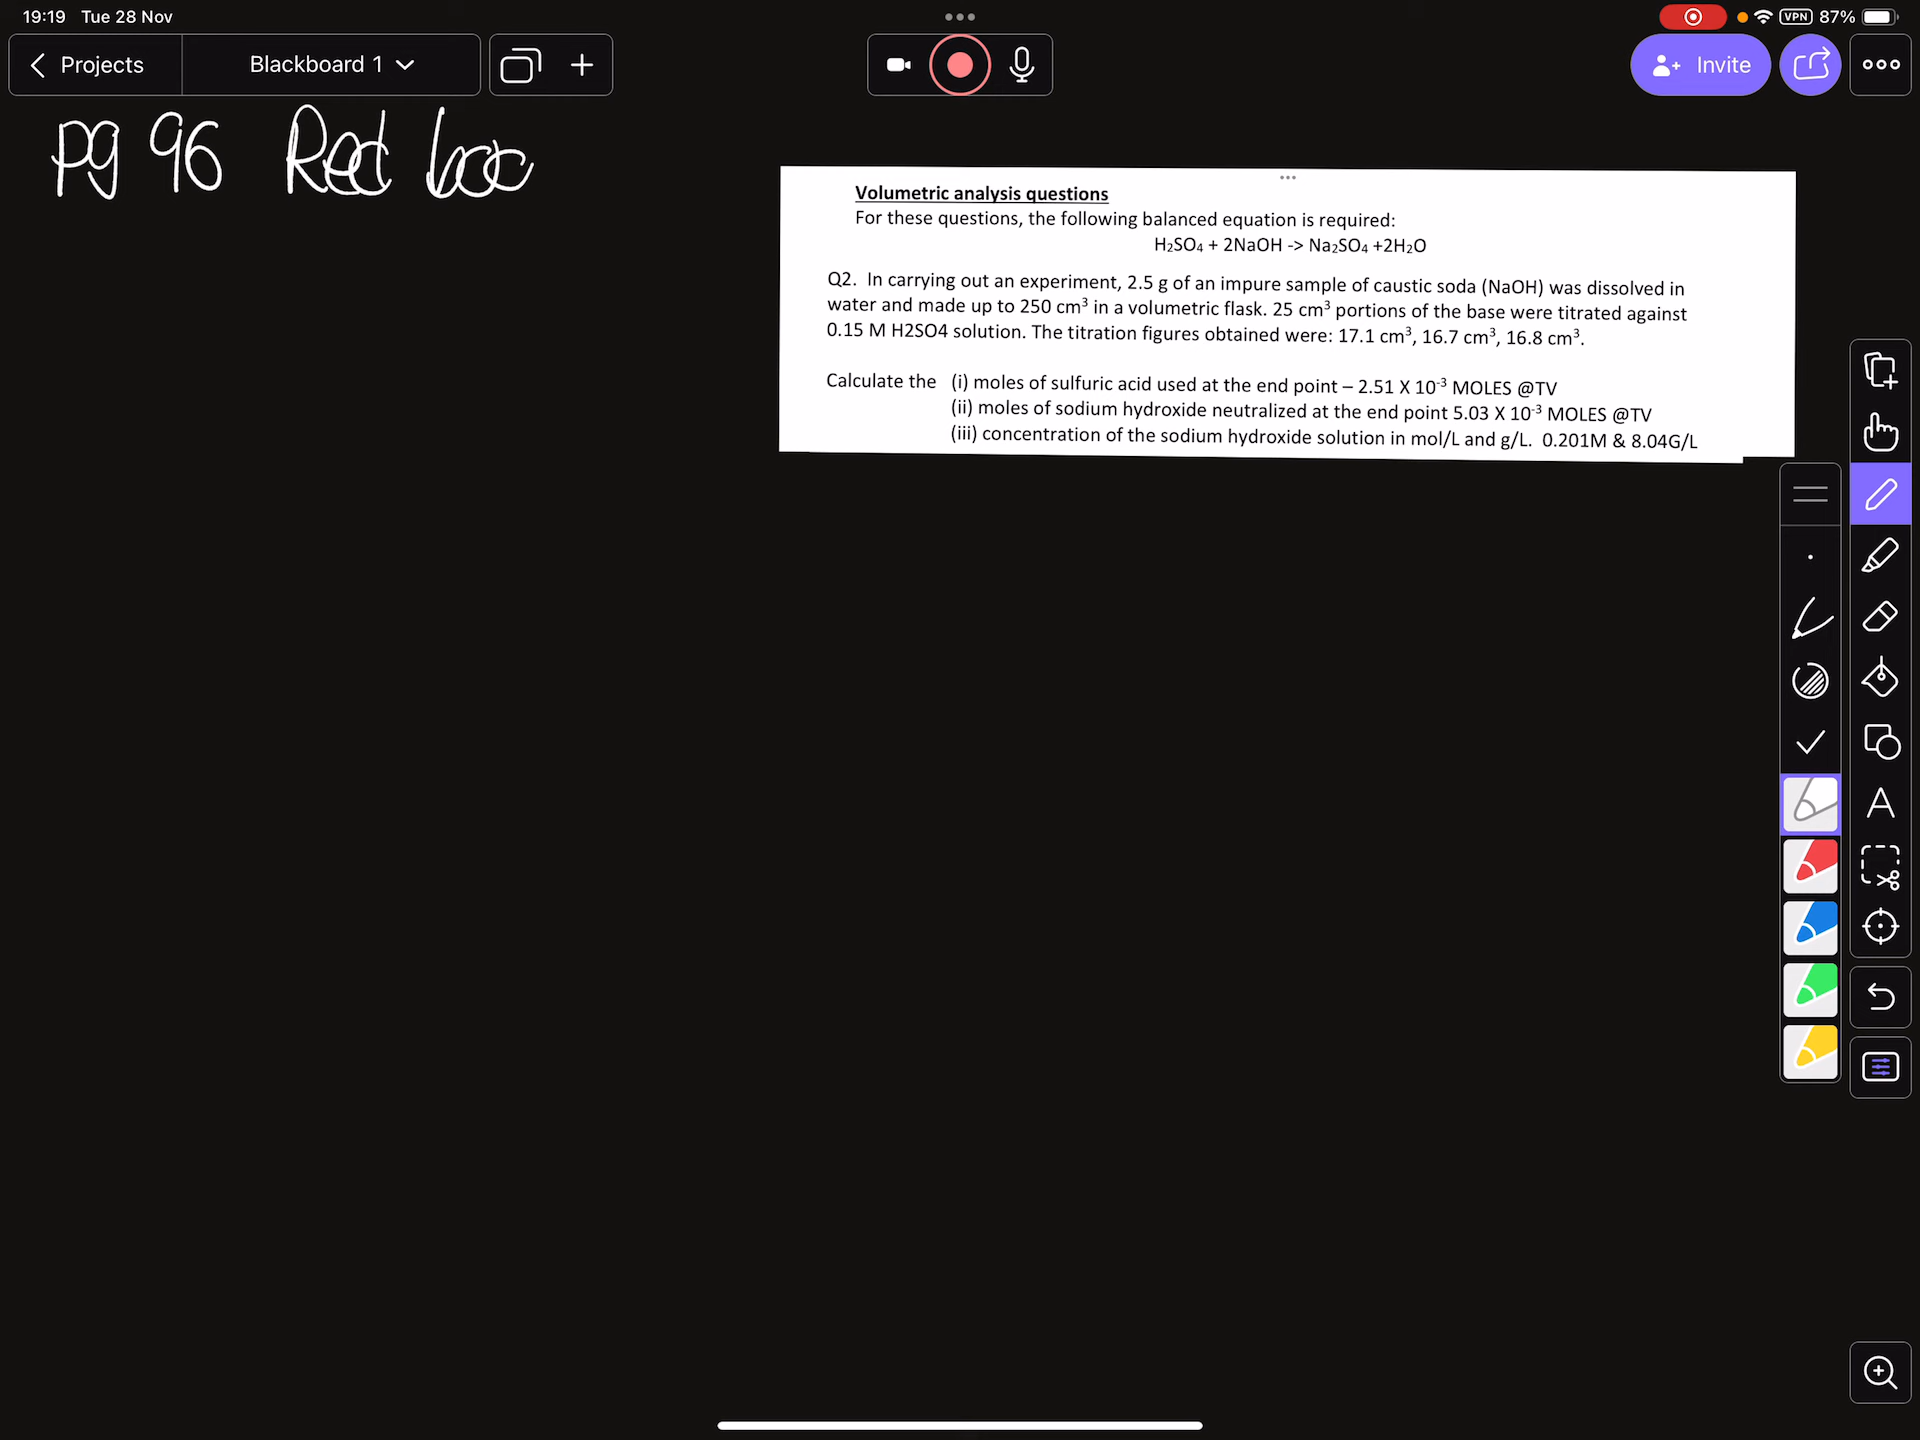 19:19 Tue 28 Nov
VPN 87%
Projects
Blackboard 1
Invite
pg 96 Red boo
Volumetric analysis questions
For these questions, the following balanced equation is required:
H₂SO₄ + 2NaOH -> Na₂SO₄ +2H₂O
Q2. In carrying out an experiment, 2.5 g of an impure sample of caustic soda (NaOH) was dissolved in
water and made up to 250 cm³ in a volumetric flask. 25 cm³ portions of the base were titrated against
0.15 M H2SO4 solution. The titration figures obtained were: 17.1 cm³, 16.7 cm³, 16.8 cm³.
Calculate the (i) moles of sulfuric acid used at the end point – 2.51 X 10⁻³ MOLES @TV
(ii) moles of sodium hydroxide neutralized at the end point 5.03 X 10⁻³ MOLES @TV
(iii) concentration of the sodium hydroxide solution in mol/L and g/L. 0.201M & 8.04G/L
A